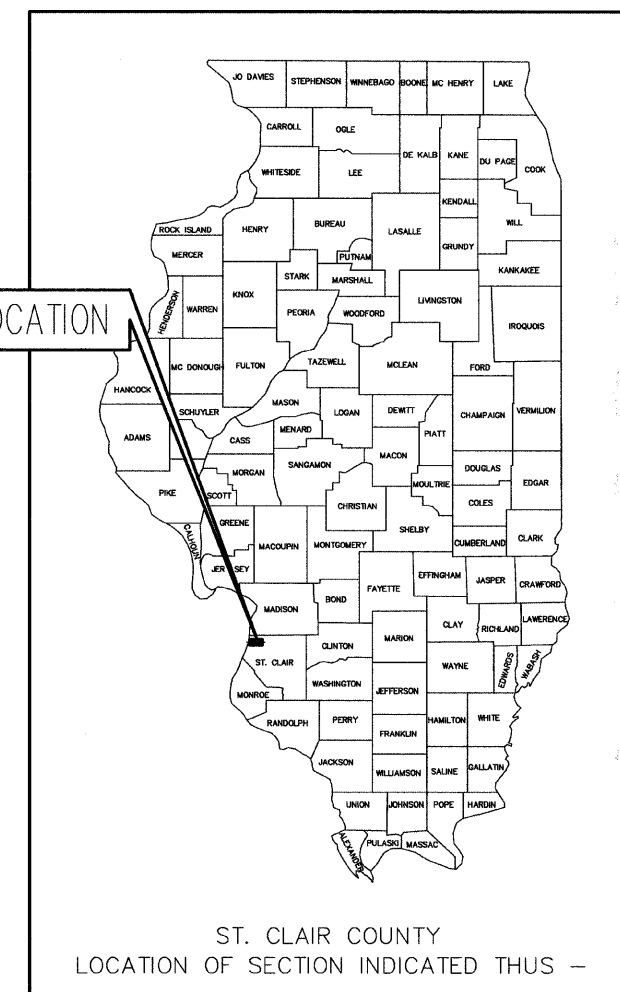 JO DAVIES STEPHENSON WINNEBAGO BOONE MC HENRY LAKE
CARROLL OGLE DE KALB KANE DU PAGE COOK
WHITESIDE LEE
KENDALL WILL
ROCK ISLAND HENRY BUREAU LASALLE GRUNDY
MERCER PUTNAM KANKAKEE
STARK MARSHALL
HENDERSON WARREN KNOX PEORIA WOODFORD LIVINGSTON IROQUOIS
OCATION
HANCOCK MC DONOUGH FULTON TAZEWELL MCLEAN FORD
SCHUYLER MASON LOGAN DEWITT CHAMPAIGN VERMILION
ADAMS CASS MENARD PIATT
MORGAN SANGAMON MACON DOUGLAS
PIKE SCOTT CHRISTIAN MOULTRIE COLES EDGAR
CALHOUN GREENE MACOUPIN MONTGOMERY SHELBY CUMBERLAND CLARK
JERSEY FAYETTE EFFINGHAM JASPER CRAWFORD
MADISON BOND CLAY RICHLAND LAWERENCE
ST. CLAIR CLINTON MARION WAYNE EDWARDS WABASH
MONROE WASHINGTON JEFFERSON
RANDOLPH PERRY FRANKLIN HAMILTON WHITE
JACKSON WILLIAMSON SALINE GALLATIN
UNION JOHNSON POPE HARDIN
ALEXANDER PULASKI MASSAC
ST. CLAIR COUNTY
LOCATION OF SECTION INDICATED THUS –